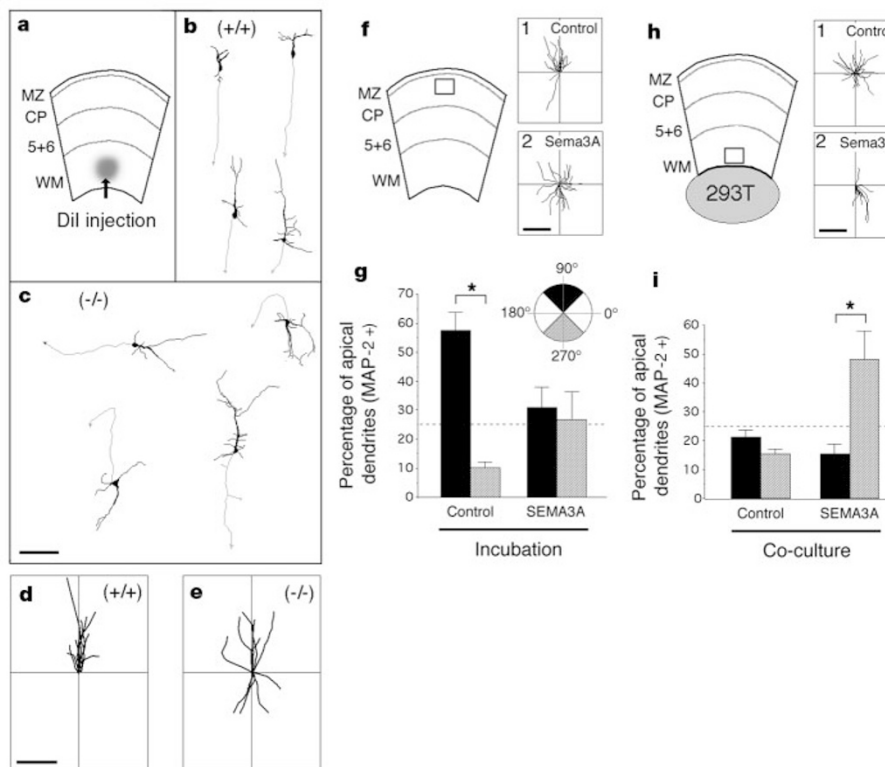 a
MZ
CP
5+6
WM
DiI injection
b (+/+)
c (-/-)
d (+/+)
e (-/-)
f
MZ
CP
5+6
WM
1 Control
2 Sema3A
g
Percentage of apical
dendrites (MAP-2 +)
70
60
50
40
30
20
10
0
*
90°
180° 0°
270°
Control SEMA3A
Incubation
h
MZ
CP
5+6
WM
293T
1 Contro
2 Sema3
i
Percentage of apical
dendrites (MAP-2 +)
60
50
40
30
20
10
0
*
Control SEMA3A
Co-culture